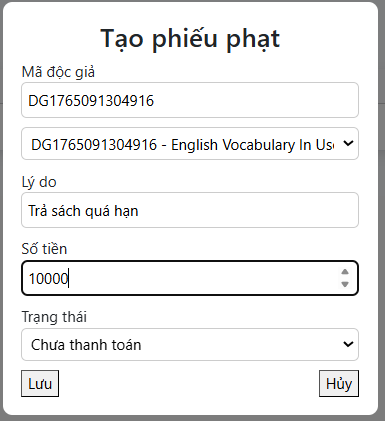 Tạo phiếu phạt
Mã độc giả
DG1765091304916
DG1765091304916 - English Vocabulary In Use
Lý do
Trả sách quá hạn
Số tiền
10000
Trạng thái
Chưa thanh toán
Lưu
Hủy